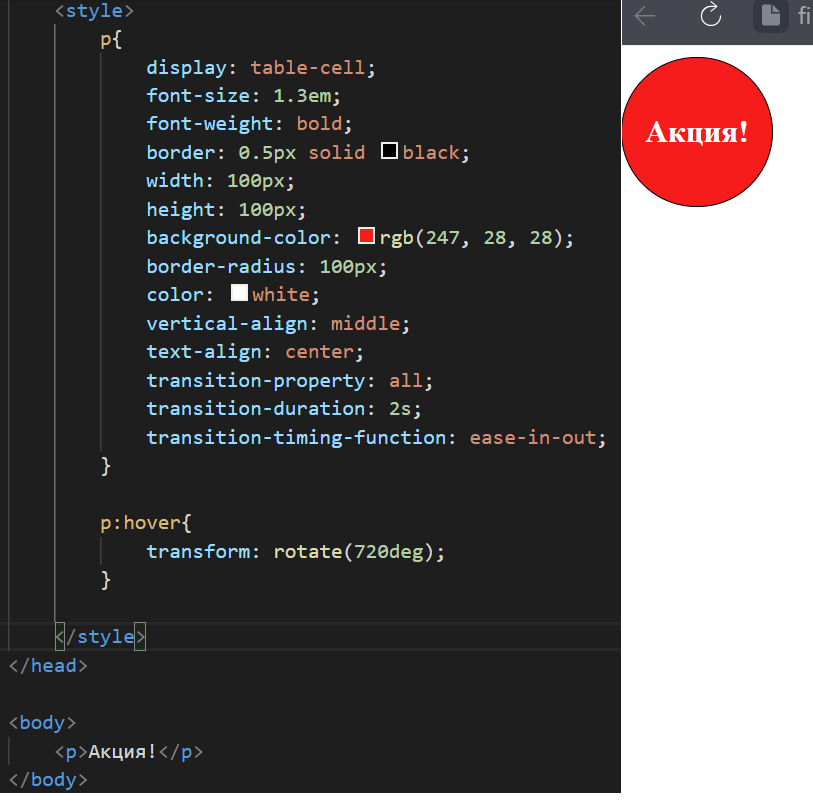 <style>
p{
display: table-cell;
font-size: 1.3em;
font-weight: bold;
border: 0.5px solid black;
width: 100px;
height: 100px;
background-color: rgb(247, 28, 28);
border-radius: 100px;
color: white;
vertical-align: middle;
text-align: center;
transition-property: all;
transition-duration: 2s;
transition-timing-function: ease-in-out;
}
p:hover{
transform: rotate(720deg);
}
</style>
</head>
<body>
<p>Акция!</p>
</body>
fi
Акция!